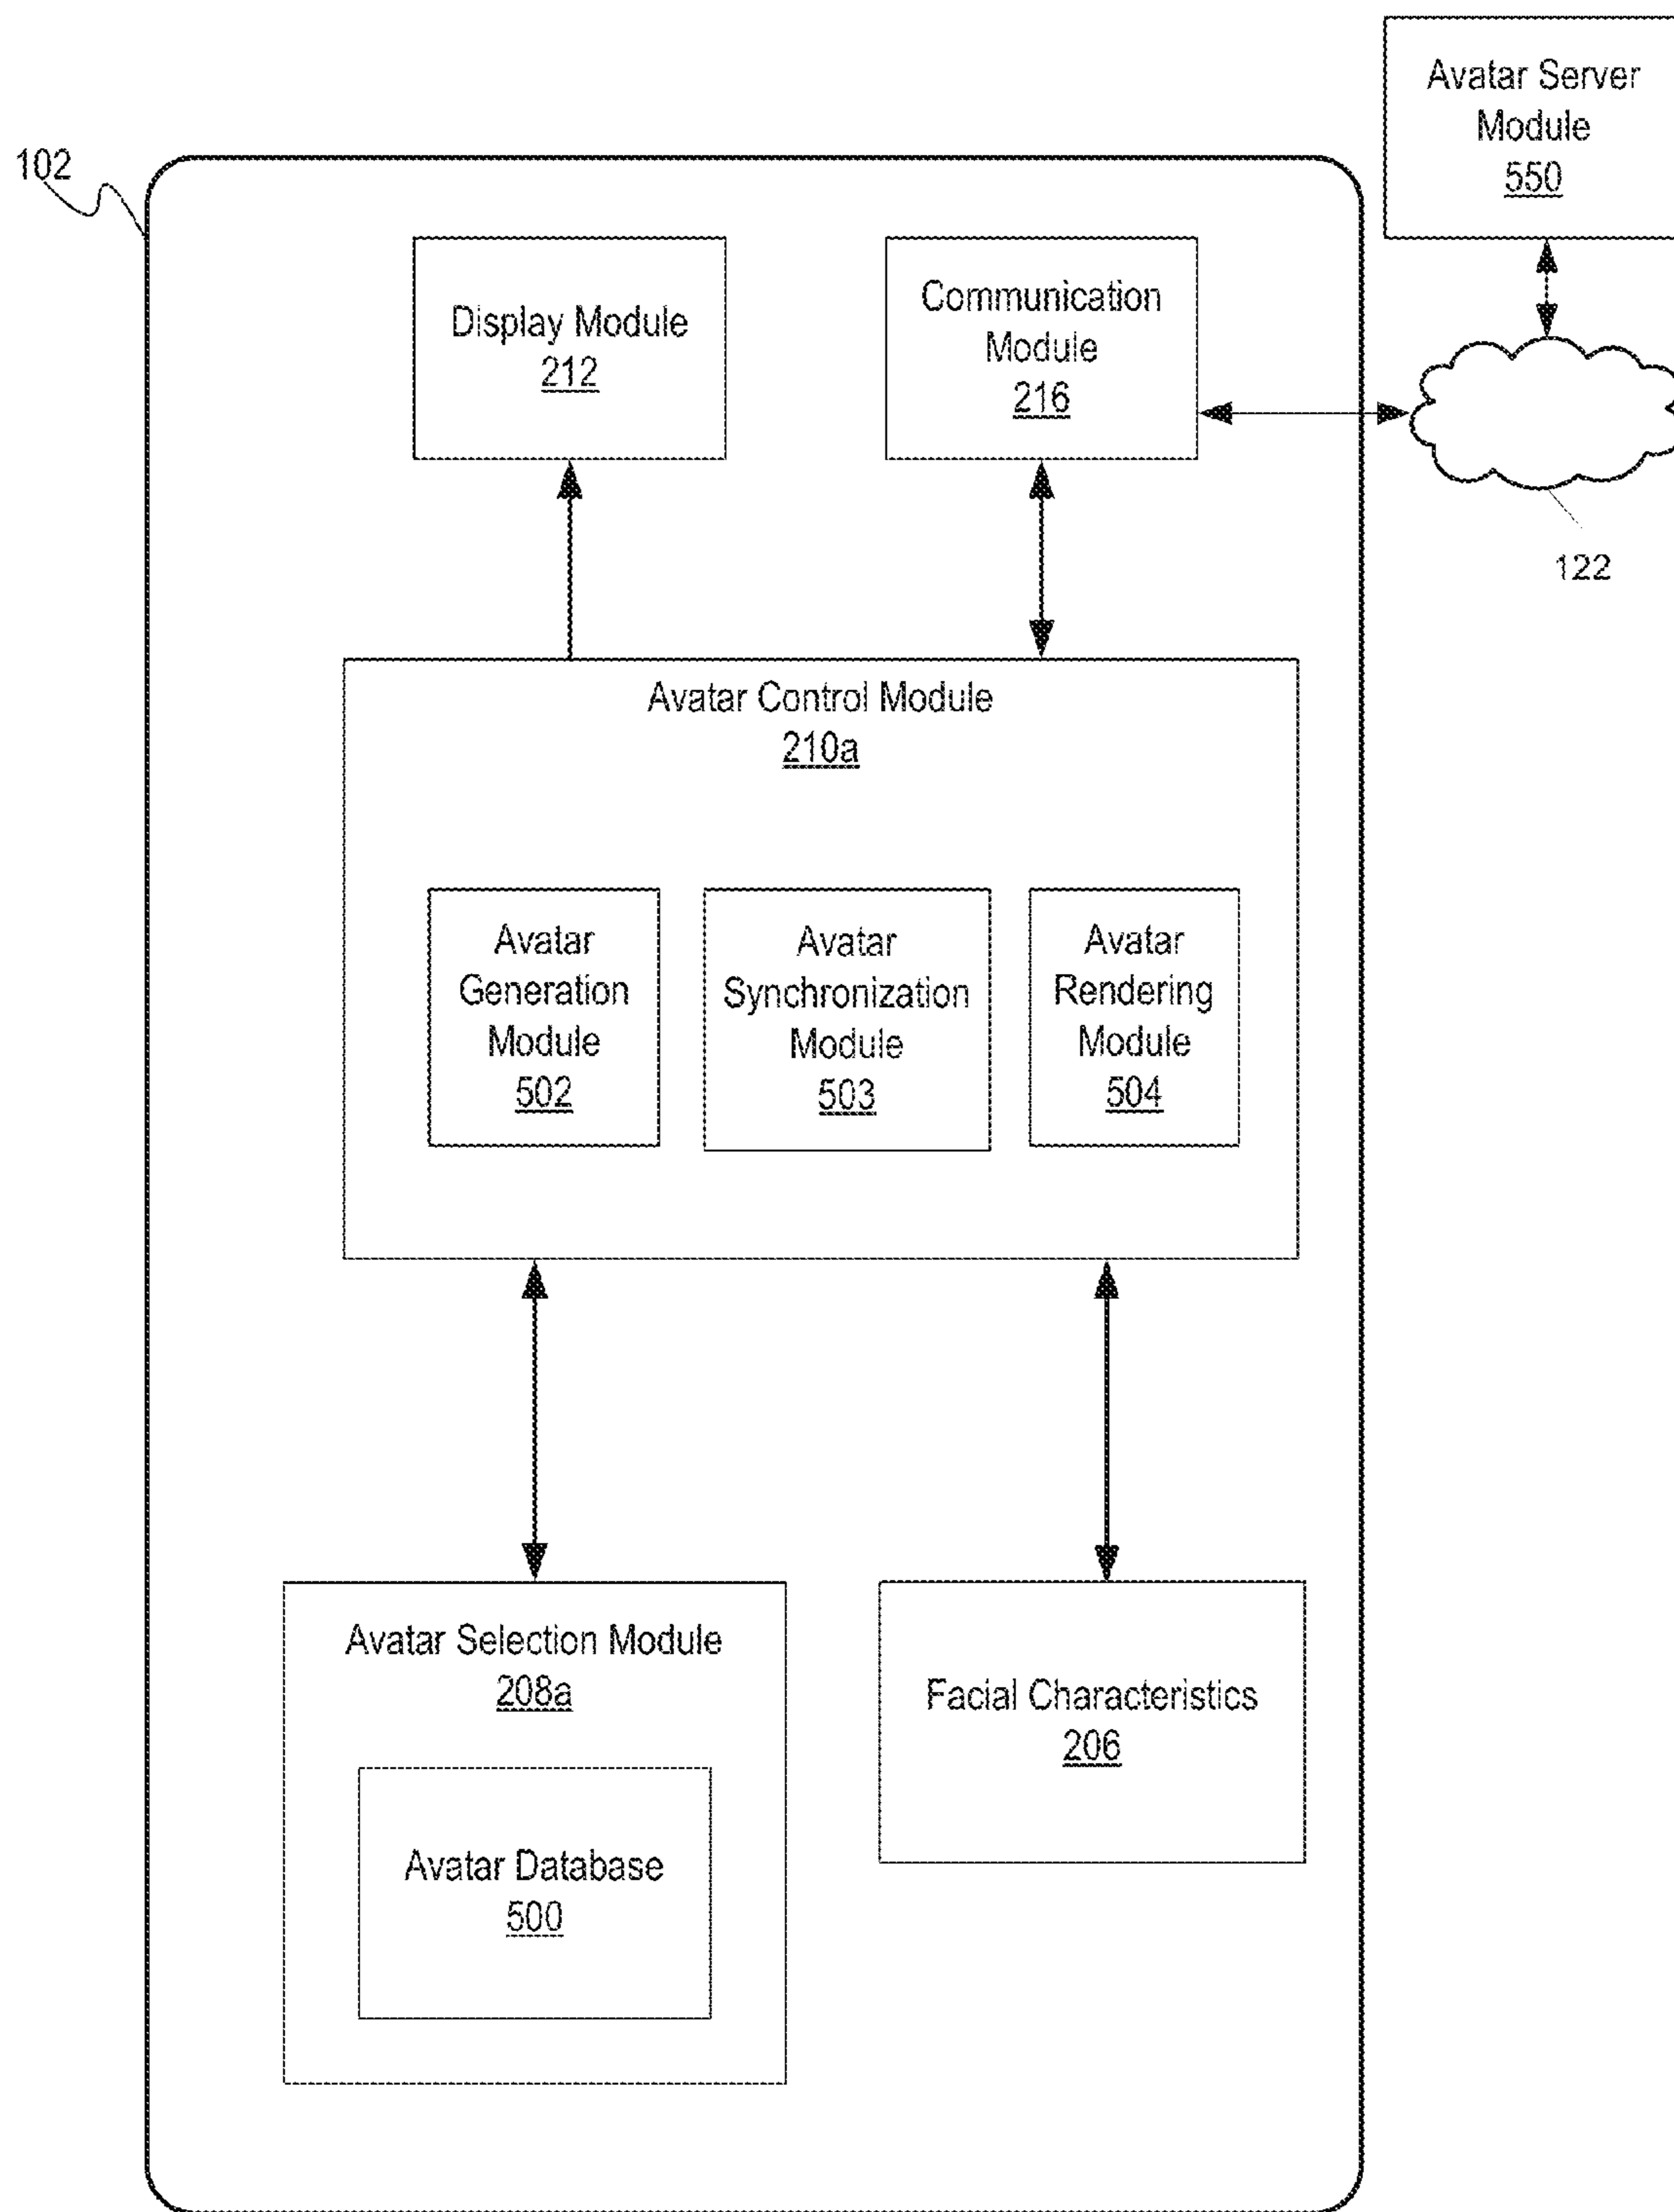 Avatar Server
Module
550
102
Display Module
212
Communication
Module
216
122
Avatar Control Module
210a
Avatar
Generation
Module
502
Avatar
Synchronization
Module
503
Avatar
Rendering
Module
504
Avatar Selection Module
208a
Avatar Database
500
Facial Characteristics
206